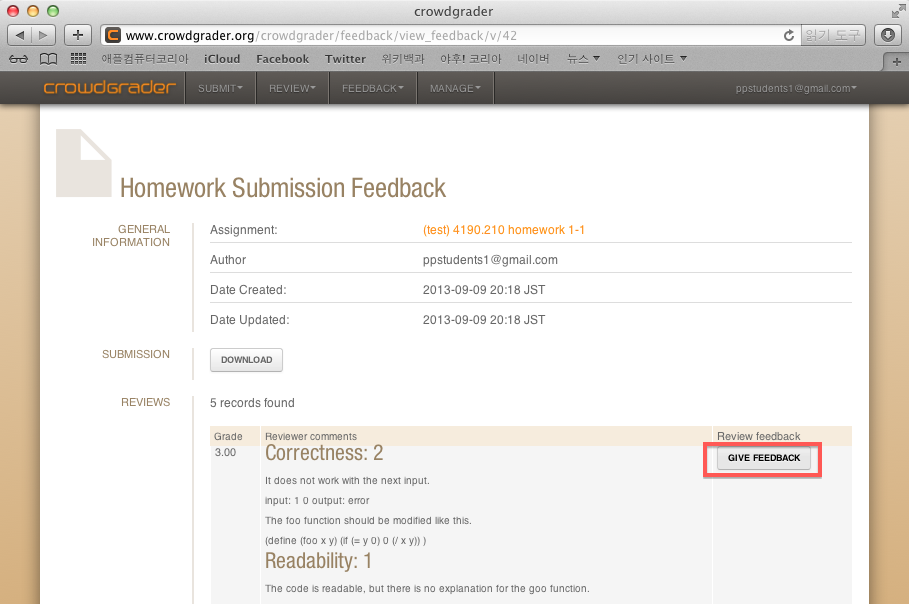 crowdgrader
www.crowdgrader.org/crowdgrader/feedback/view_feedback/v/42
읽기 도구
애플컴퓨터코리아 iCloud Facebook Twitter 위키백과 야후! 코리아 네이버 뉴스 인기 사이트
crowdgrader SUBMIT REVIEW FEEDBACK MANAGE ppstudents1@gmail.com
Homework Submission Feedback
GENERAL INFORMATION
Assignment: (test) 4190.210 homework 1-1
Author ppstudents1@gmail.com
Date Created: 2013-09-09 20:18 JST
Date Updated: 2013-09-09 20:18 JST
SUBMISSION DOWNLOAD
REVIEWS 5 records found
Grade Reviewer comments Review feedback
3.00 Correctness: 2 GIVE FEEDBACK
It does not work with the next input.
input: 1 0 output: error
The foo function should be modified like this.
(define (foo x y) (if (= y 0) 0 (/ x y)) )
Readability: 1
The code is readable, but there is no explanation for the goo function.